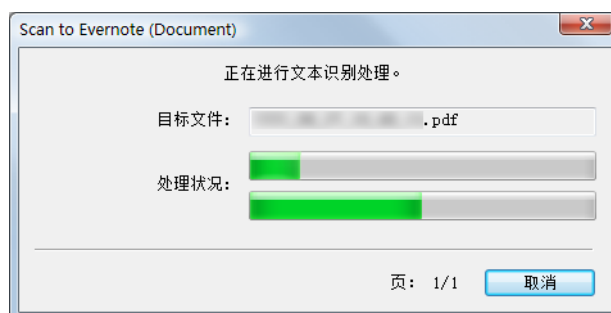 Scan to Evernote (Document)
正在进行文本识别处理。
目标文件： .pdf
处理状况：
页： 1/1 取消